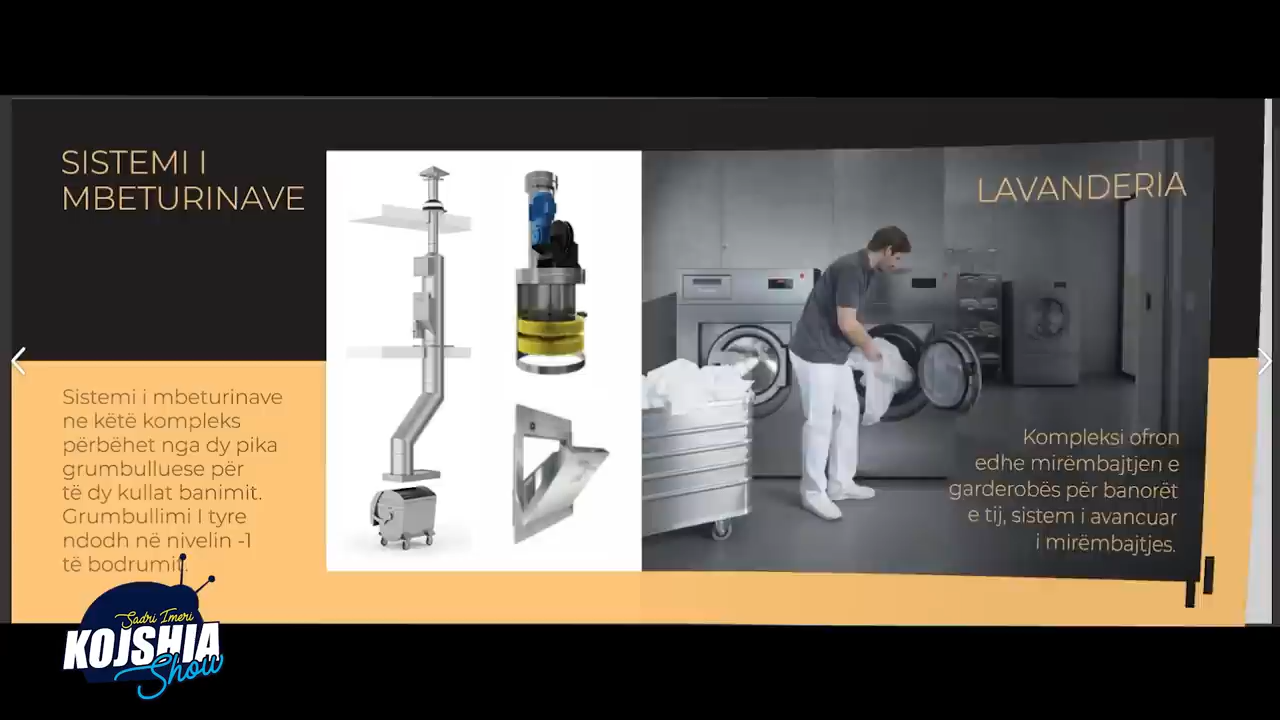 SISTEMI I
MBETURINAVE
Sistemi i mbeturinave
ne këtë kompleks
përbëhet nga dy pika
grumbulluese për
të dy kullat banimit.
Grumbullimi I tyre
ndodh në nivelin -1
të bodrumit.
LAVANDERIA
Kompleksi ofron
edhe mirëmbajtjen e
garderobës për banorët
e tij, sistem i avancuar
i mirëmbajtjes.
Sadri Imeri
KOJSHIA
Show